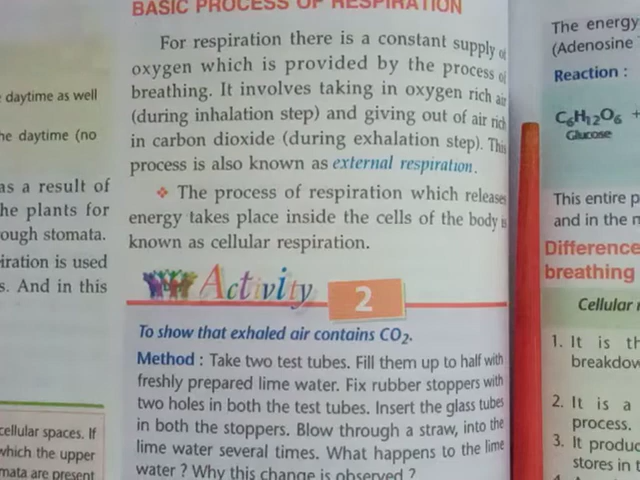 daytime as well
he daytime (no
as a result of
he plants for
ough stomata.
iration is used
s. And in this
cellular spaces. If
which the upper
mata are present
BASIC PROCESS OF RESPIRATION
For respiration there is a constant supply of
oxygen which is provided by the process of
breathing. It involves taking in oxygen rich air
(during inhalation step) and giving out of air rich
in carbon dioxide (during exhalation step). This
process is also known as external respiration.
❖ The process of respiration which releases
energy takes place inside the cells of the body is
known as cellular respiration.
Activity 2
To show that exhaled air contains CO₂.
Method : Take two test tubes. Fill them up to half with
freshly prepared lime water. Fix rubber stoppers with
two holes in both the test tubes. Insert the glass tubes
in both the stoppers. Blow through a straw, into the
lime water several times. What happens to the lime
water ? Why this change is observed ?
The energy
(Adenosine
Reaction :
C₆H₁₂O₆ +
Glucose
This entire p
and in the m
Difference
breathing
Cellular r
1. It is th
breakdow
2. It is a
process.
3. It produc
stores in t